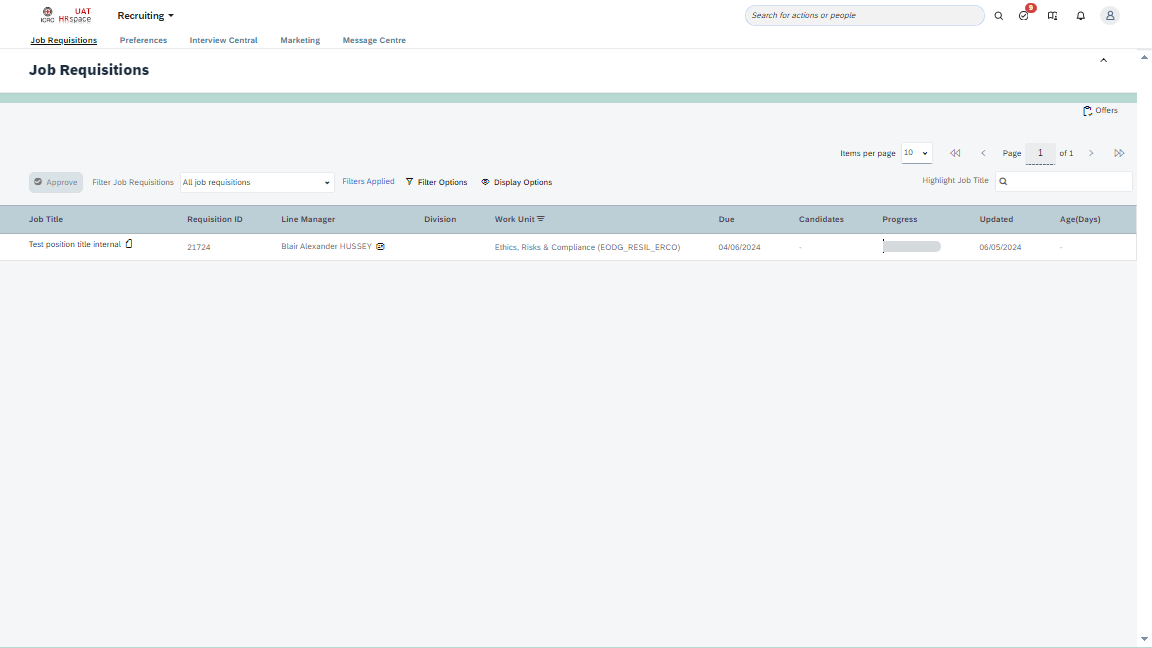 ICRC UAT HRspace Recruiting Search for actions or people 9
Job Requisitions Preferences Interview Central Marketing Message Centre
Job Requisitions
Offers
Items per page 10 Page 1 of 1
Approve Filter Job Requisitions All job requisitions Filters Applied Filter Options Display Options Highlight Job Title
Job Title Requisition ID Line Manager Division Work Unit Due Candidates Progress Updated Age(Days)
Test position title internal 21724 Blair Alexander HUSSEY Ethics, Risks & Compliance (EODG_RESIL_ERCO) 04/06/2024 - 06/05/2024 -